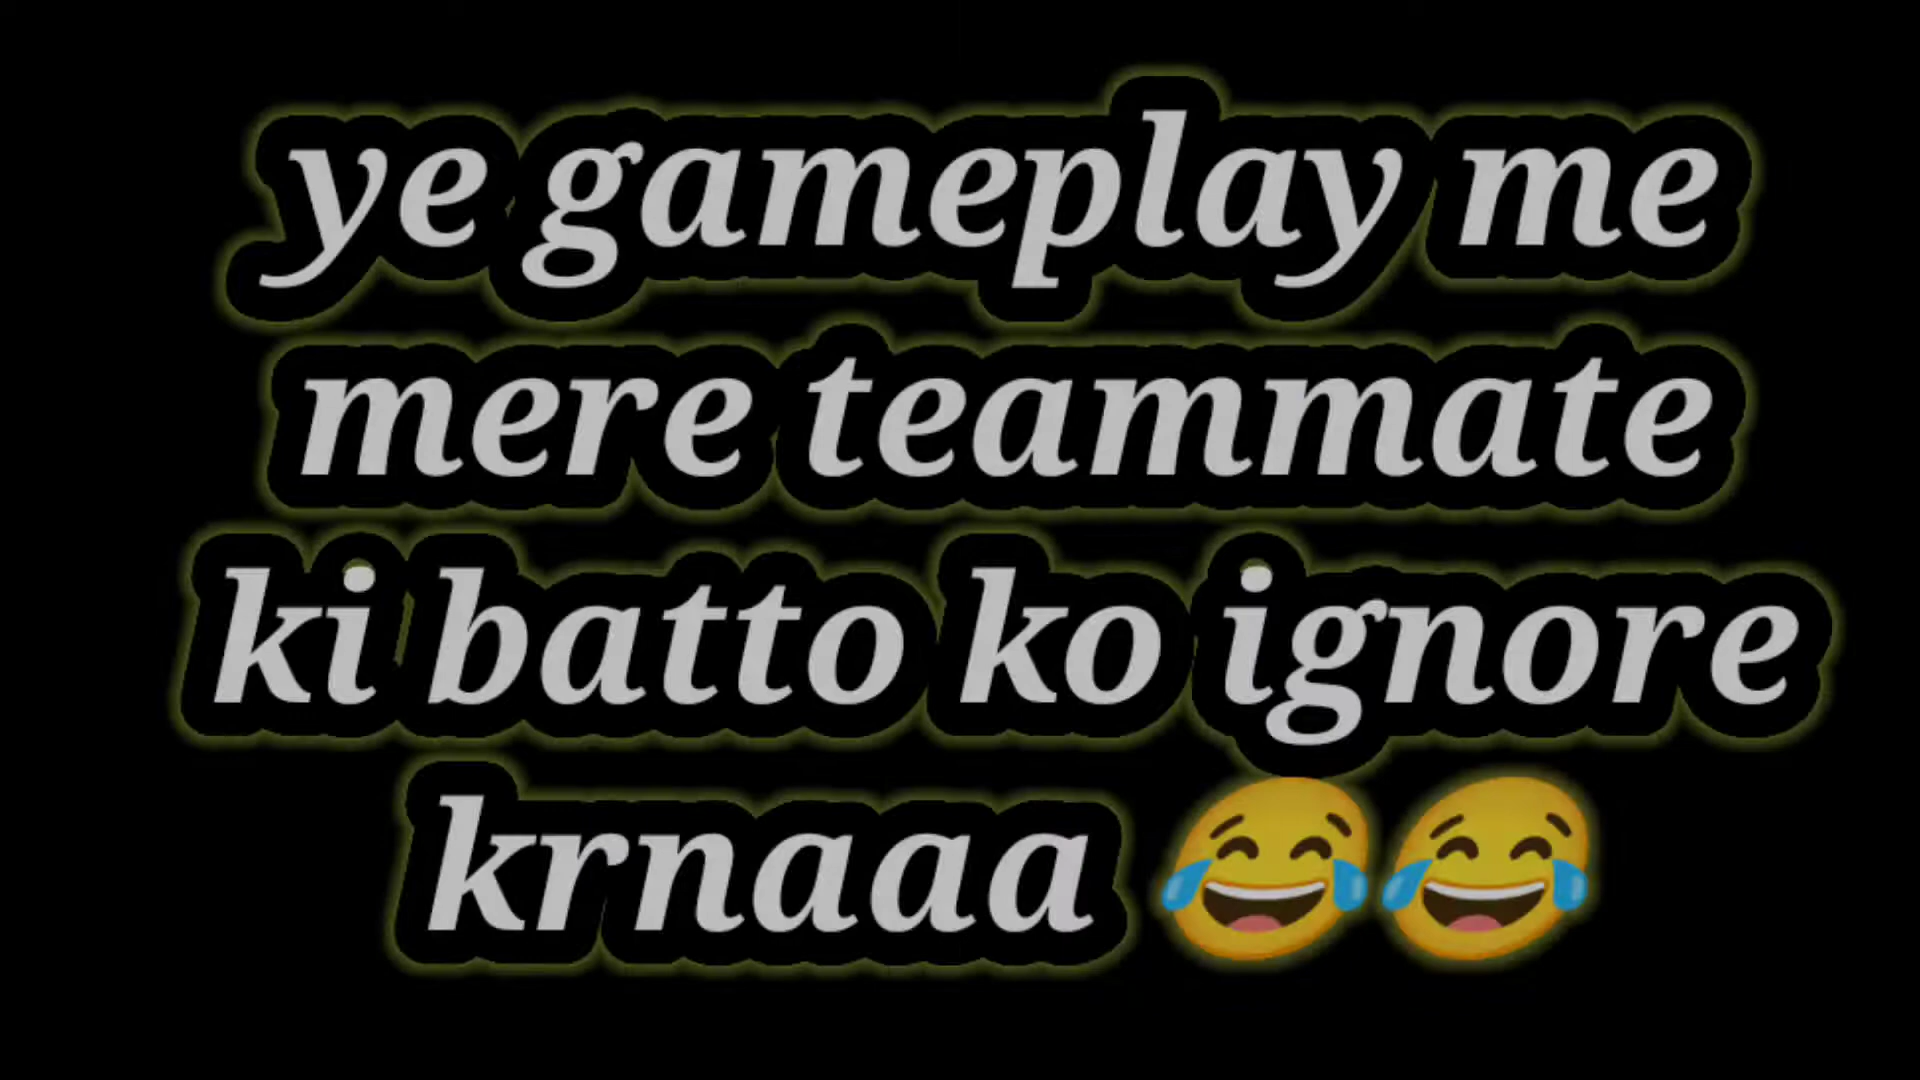 ye gameplay me
mere teammate
ki batto ko ignore
krnaaa 😂😂